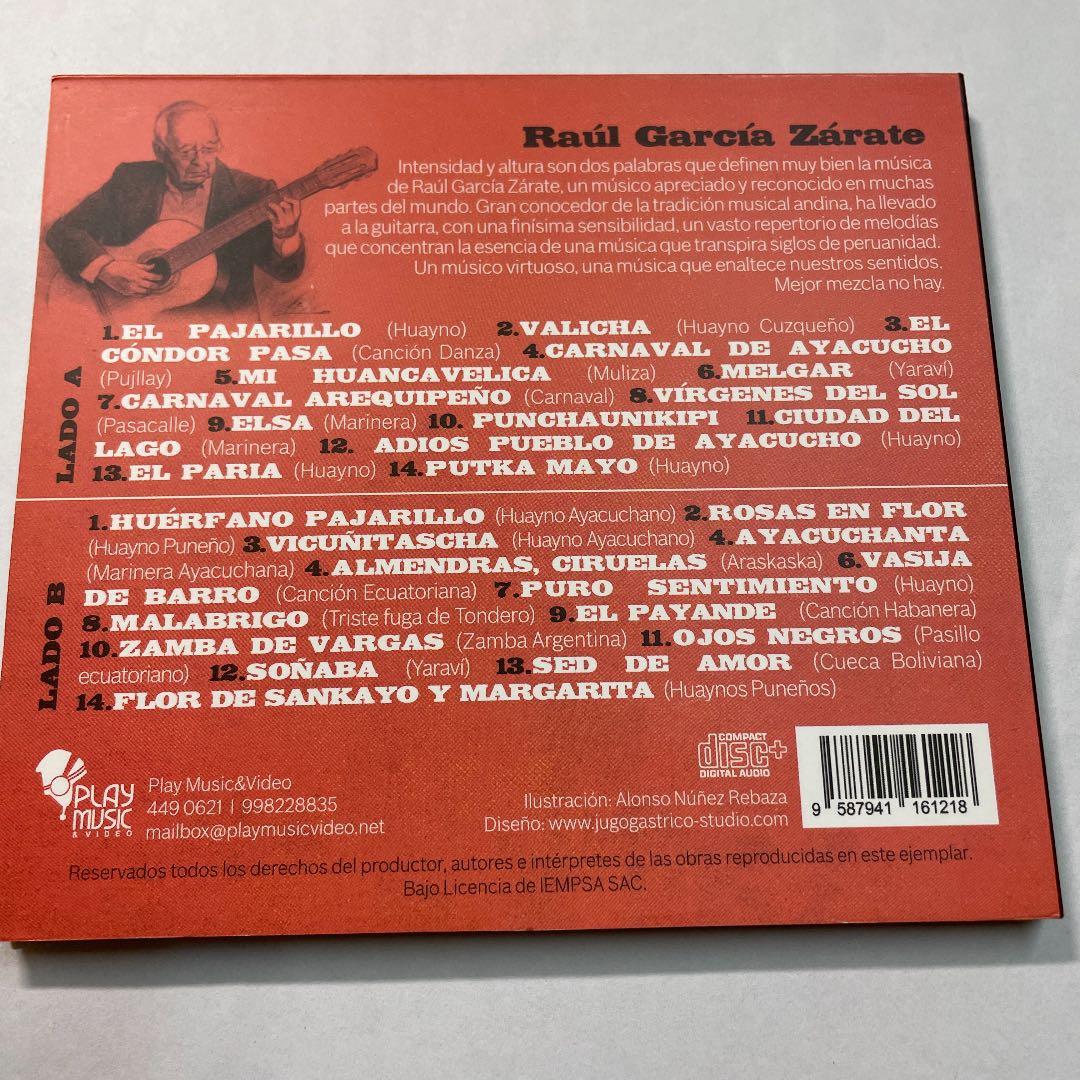 Raúl García Zárate
Intensidad y altura son dos palabras que definen muy bien la música
de Raúl García Zárate, un músico apreciado y reconocido en muchas
partes del mundo. Gran conocedor de la tradición musical andina, ha llevado
a la guitarra, con una finísima sensibilidad, un vasto repertorio de melodías
que concentran la esencia de una música que transpira siglos de peruanidad.
Un músico virtuoso, una música que enaltece nuestros sentidos.
Mejor mezcla no hay.
LADO A
1.EL PAJARILLO (Huayno) 2.VALICHA (Huayno Cuzqueño) 3.EL
CÓNDOR PASA (Canción Danza) 4.CARNAVAL DE AYACUCHO
(Pujllay) 5.MI HUANCAVELICA (Muliza) 6.MELGAR (Yaraví)
7.CARNAVAL AREQUIPEÑO (Carnaval) 8.VÍRGENES DEL SOL
(Pasacalle) 9.ELSA (Marinera) 10. PUNCHAUNIKIPI 11.CIUDAD DEL
LAGO (Marinera) 12. ADIOS PUEBLO DE AYACUCHO (Huayno)
13.EL PARIA (Huayno) 14.PUTKA MAYO (Huayno)
LADO B
1.HUÉRFANO PAJARILLO (Huayno Ayacuchano) 2.ROSAS EN FLOR
(Huayno Puneño) 3.VICUÑITASCHA (Huayno Ayacuchano) 4.AYACUCHANTA
(Marinera Ayacuchana) 4.ALMENDRAS, CIRUELAS (Araskaska) 6.VASIJA
DE BARRO (Canción Ecuatoriana) 7.PURO SENTIMIENTO (Huayno)
8.MALABRIGO (Triste fuga de Tondero) 9.EL PAYANDE (Canción Habanera)
10.ZAMBA DE VARGAS (Zamba Argentina) 11.OJOS NEGROS (Pasillo
ecuatoriano) 12.SOÑABA (Yaraví) 13.SED DE AMOR (Cueca Boliviana)
14.FLOR DE SANKAYO Y MARGARITA (Huaynos Puneños)
PLAY
MUSIC
& VIDEO
Play Music&Video
449 0621 | 998228835
mailbox@playmusicvideo.net
COMPACT
disc+
DIGITAL AUDIO
Ilustración: Alonso Núñez Rebaza
Diseño: www.jugogastrico-studio.com
9 587941 161218
Reservados todos los derechos del productor, autores e intérpretes de las obras reproducidas en este ejemplar.
Bajo Licencia de IEMPSA SAC.